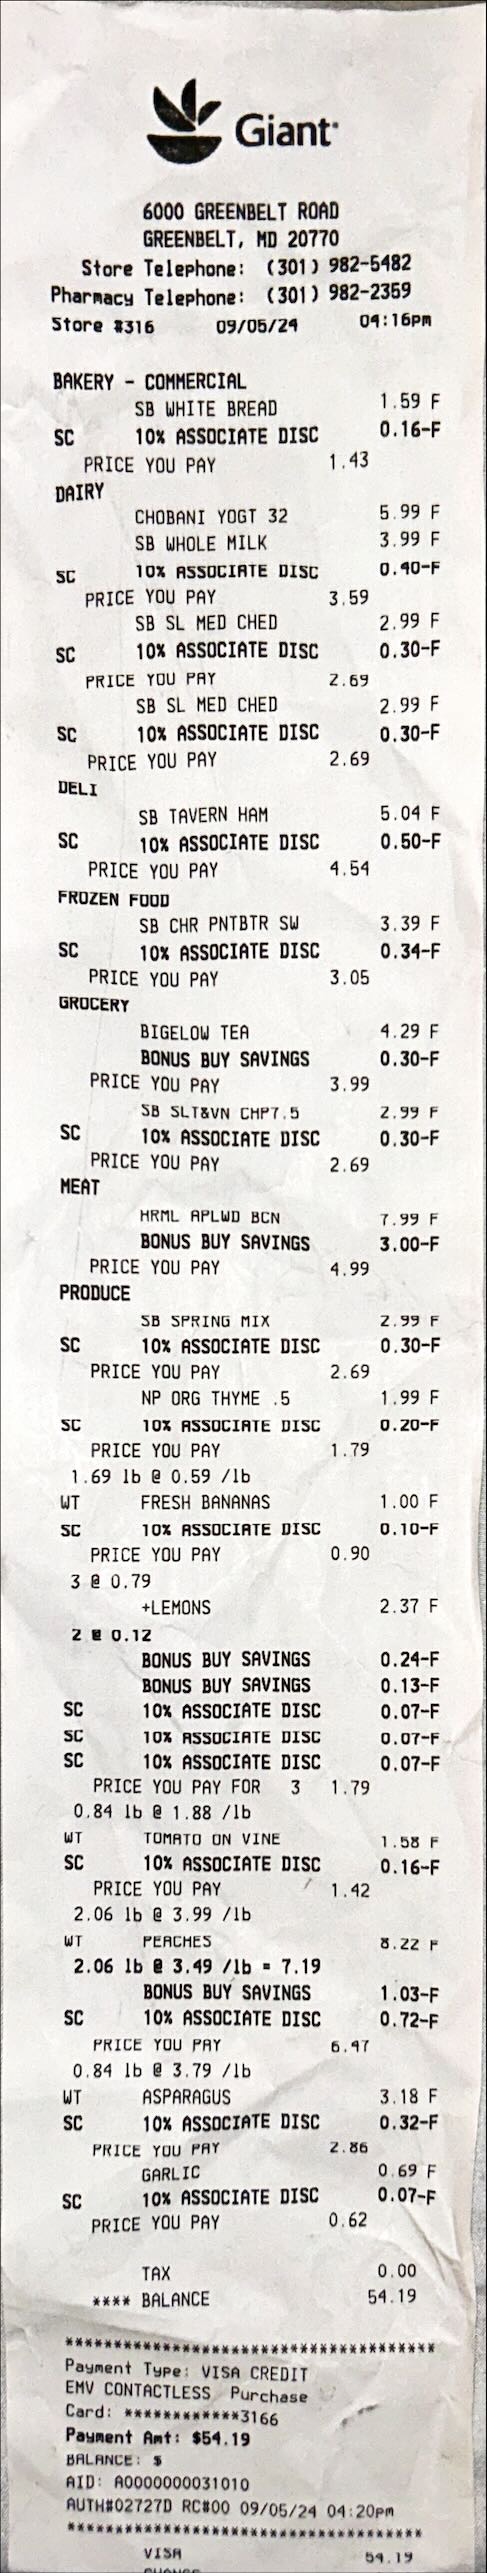 Giant
6000 GREENBELT ROAD
GREENBELT, MD 20770
Store Telephone: (301) 982-5482
Pharmacy Telephone: (301) 982-2359
Store #316 09/05/24 04:16pm
BAKERY - COMMERCIAL
SB WHITE BREAD 1.59 F
SC 10% ASSOCIATE DISC 0.16-F
PRICE YOU PAY 1.43
DAIRY
CHOBANI YOGT 32 5.99 F
SB WHOLE MILK 3.99 F
SC 10% ASSOCIATE DISC 0.40-F
PRICE YOU PAY 3.59
SB SL MED CHED 2.99 F
SC 10% ASSOCIATE DISC 0.30-F
PRICE YOU PAY 2.69
SB SL MED CHED 2.99 F
SC 10% ASSOCIATE DISC 0.30-F
PRICE YOU PAY 2.69
DELI
SB TAVERN HAM 5.04 F
SC 10% ASSOCIATE DISC 0.50-F
PRICE YOU PAY 4.54
FROZEN FOOD
SB CHR PNTBTR SW 3.39 F
SC 10% ASSOCIATE DISC 0.34-F
PRICE YOU PAY 3.05
GROCERY
BIGELOW TEA 4.29 F
BONUS BUY SAVINGS 0.30-F
PRICE YOU PAY 3.99
SB SLT&VN CHP7.5 2.99 F
SC 10% ASSOCIATE DISC 0.30-F
PRICE YOU PAY 2.69
MEAT
HRML APLWD BCN 7.99 F
BONUS BUY SAVINGS 3.00-F
PRICE YOU PAY 4.99
PRODUCE
SB SPRING MIX 2.99 F
SC 10% ASSOCIATE DISC 0.30-F
PRICE YOU PAY 2.69
NP ORG THYME .5 1.99 F
SC 10% ASSOCIATE DISC 0.20-F
PRICE YOU PAY 1.79
1.69 lb @ 0.59 /lb
WT FRESH BANANAS 1.00 F
SC 10% ASSOCIATE DISC 0.10-F
PRICE YOU PAY 0.90
3 @ 0.79
+LEMONS 2.37 F
2 @ 0.12
BONUS BUY SAVINGS 0.24-F
BONUS BUY SAVINGS 0.13-F
SC 10% ASSOCIATE DISC 0.07-F
SC 10% ASSOCIATE DISC 0.07-F
SC 10% ASSOCIATE DISC 0.07-F
PRICE YOU PAY FOR 3 1.79
0.84 lb @ 1.88 /lb
WT TOMATO ON VINE 1.58 F
SC 10% ASSOCIATE DISC 0.16-F
PRICE YOU PAY 1.42
2.06 lb @ 3.99 /lb
WT PEACHES 8.22 F
2.06 lb @ 3.49 /lb = 7.19
BONUS BUY SAVINGS 1.03-F
SC 10% ASSOCIATE DISC 0.72-F
PRICE YOU PAY 6.47
0.84 lb @ 3.79 /lb
WT ASPARAGUS 3.18 F
SC 10% ASSOCIATE DISC 0.32-F
PRICE YOU PAY 2.86
GARLIC 0.69 F
SC 10% ASSOCIATE DISC 0.07-F
PRICE YOU PAY 0.62
TAX 0.00
**** BALANCE 54.19
**************************************
Payment Type: VISA CREDIT
EMV CONTACTLESS Purchase
Card: ************3166
Payment Amt: $54.19
BALANCE: $
AID: A0000000031010
AUTH#02727D RC#00 09/05/24 04:20pm
**************************************
VISA 54.19